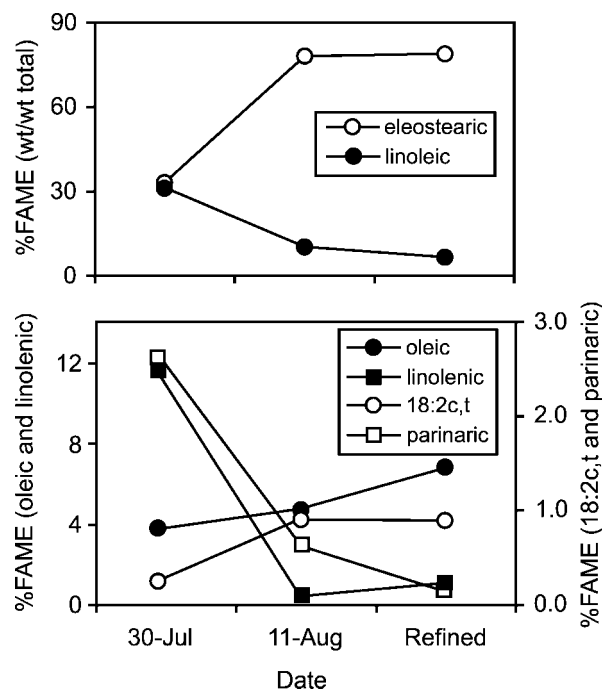 90
60
30
0
%FAME (wt/wt total)
eleostearic
linoleic
12
8
4
0
%FAME (oleic and linolenic)
3.0
2.0
1.0
0.0
%FAME (18:2c,t and parinaric)
oleic
linolenic
18:2c,t
parinaric
30-Jul 11-Aug Refined
Date